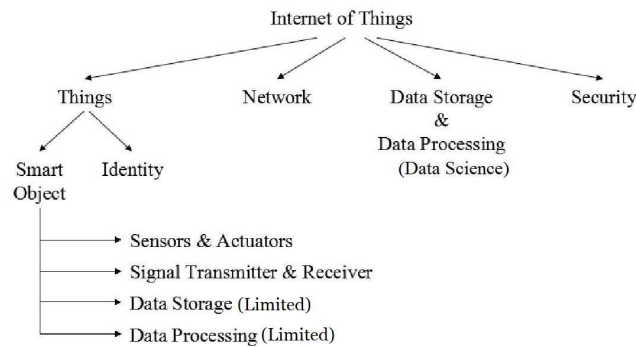 Internet of Things
Things
Network
Data Storage
&
Data Processing
(Data Science)
Security
Smart
Object
Identity
Sensors & Actuators
Signal Transmitter & Receiver
Data Storage (Limited)
Data Processing (Limited)